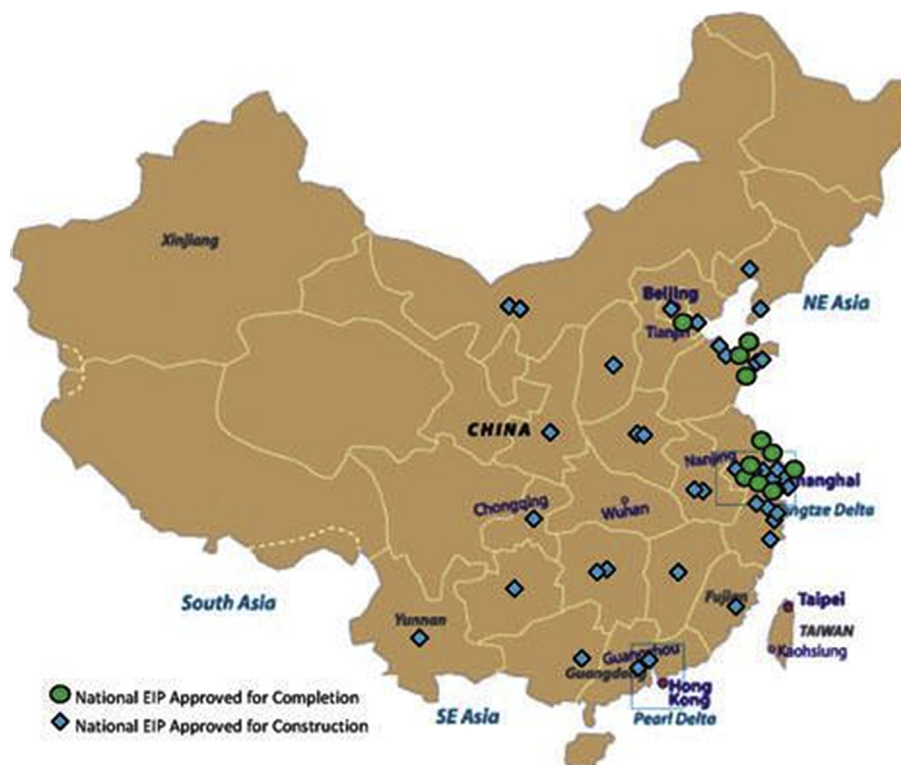 Xinjiang
Beijing
NE Asia
Tianjin
CHINA
Nanjing
Shanghai
Chongqing
Wuhan
Yangtze Delta
South Asia
Yunnan
Fujian
Taipei
TAIWAN
Kaohsiung
Guangzhou
Guangdong
Hong
Kong
Pearl Delta
SE Asia
National EIP Approved for Completion
National EIP Approved for Construction